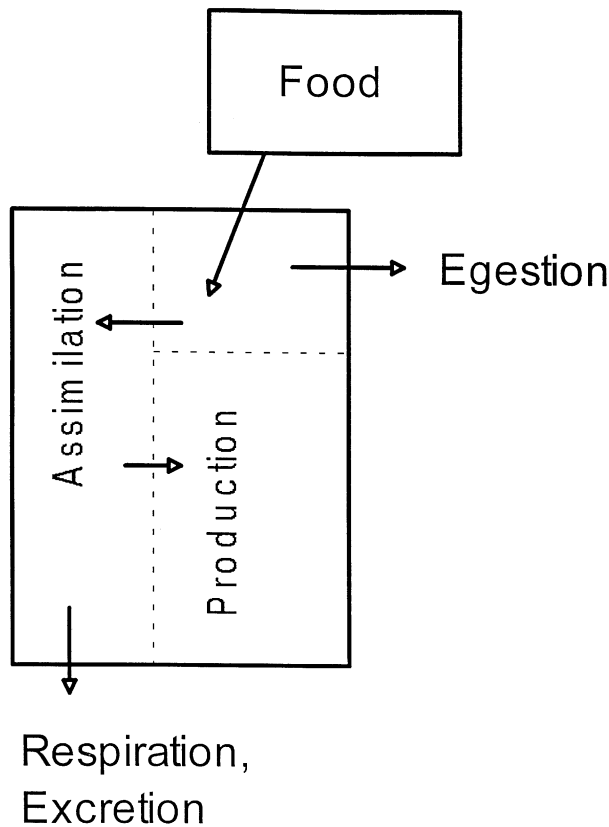 Food
Egestion
Assimilation
Production
Respiration,
Excretion